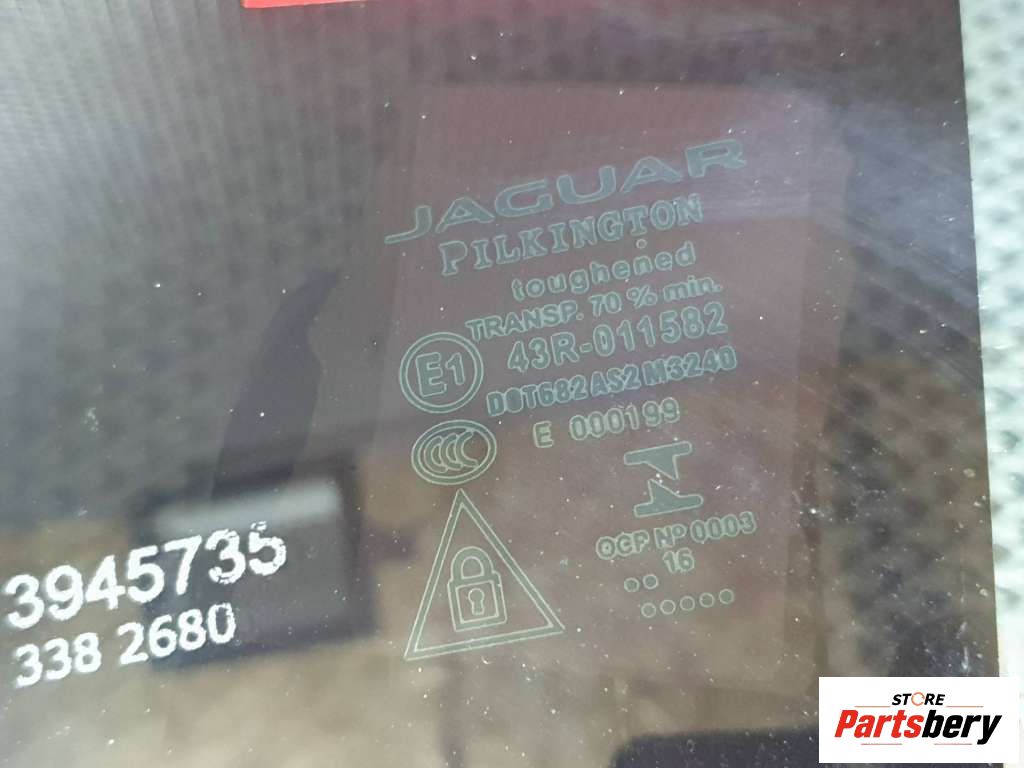 JAGUAR
PILKINGTON
toughened
TRANSP. 70 % min.
E1
43R-011582
DOT682 AS2 M3240
E 000199
CCC
OCP. Nº 0003
16
3945735
338 2680
STORE
Partsbery